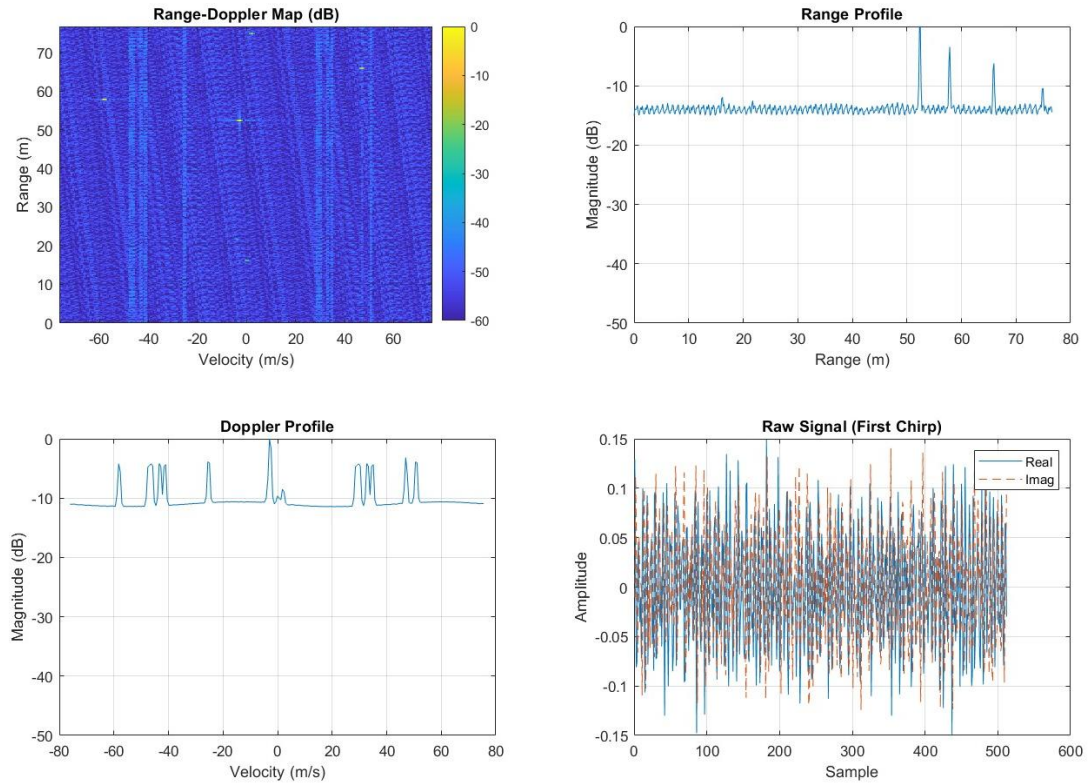 Range-Doppler Map (dB)
Range (m)
70
60
50
40
30
20
10
0
-60 -40 -20 0 20 40 60
Velocity (m/s)
0
-10
-20
-30
-40
-50
-60
Range Profile
Magnitude (dB)
0
-10
-20
-30
-40
-50
0 10 20 30 40 50 60 70 80
Range (m)
Doppler Profile
Magnitude (dB)
0
-10
-20
-30
-40
-50
-80 -60 -40 -20 0 20 40 60 80
Velocity (m/s)
Raw Signal (First Chirp)
Amplitude
0.15
0.1
0.05
0
-0.05
-0.1
-0.15
0 100 200 300 400 500 600
Sample
Real
Imag